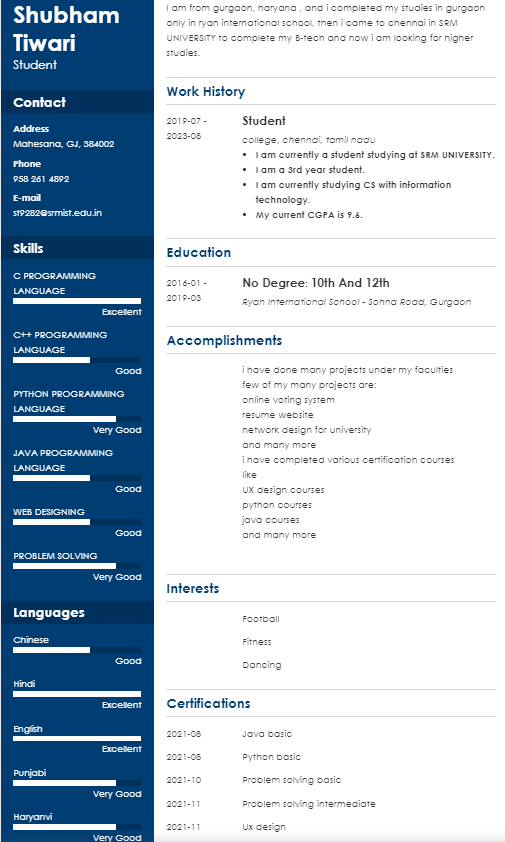 Shubham
Tiwari
Student
Contact
Address
Mahesana, GJ, 384002
Phone
958 261 4892
E-mail
st9282@srmist.edu.in
Skills
C PROGRAMMING
LANGUAGE
Excellent
C++ PROGRAMMING
LANGUAGE
Good
PYTHON PROGRAMMING
LANGUAGE
Very Good
JAVA PROGRAMMING
LANGUAGE
Good
WEB DESIGNING
Good
PROBLEM SOLVING
Very Good
Languages
Chinese
Good
Hindi
Excellent
English
Excellent
Punjabi
Very Good
Haryanvi
Very Good
I am from gurgaon, haryana , and i completed my studies in gurgaon
only in ryan international school, then i came to chennai in SRM
UNIVERSITY to complete my B-tech and now i am looking for higher
studies.
Work History
2019-07 -
2023-08
Student
college, chennai, tamil nadu
• I am currently a student studying at SRM UNIVERSITY.
• I am a 3rd year student.
• I am currently studying CS with information
technology.
• My current CGPA is 9.6.
Education
2016-01 -
2019-03
No Degree: 10th And 12th
Ryan International School - Sohna Road, Gurgaon
Accomplishments
i have done many projects under my faculties
few of my many projects are:
online voting system
resume website
network design for university
and many more
i have completed various certification courses
like
UX design courses
python courses
java courses
and many more
Interests
Football
Fitness
Dancing
Certifications
2021-08 Java basic
2021-08 Python basic
2021-10 Problem solving basic
2021-11 Problem solving intermediate
2021-11 Ux design